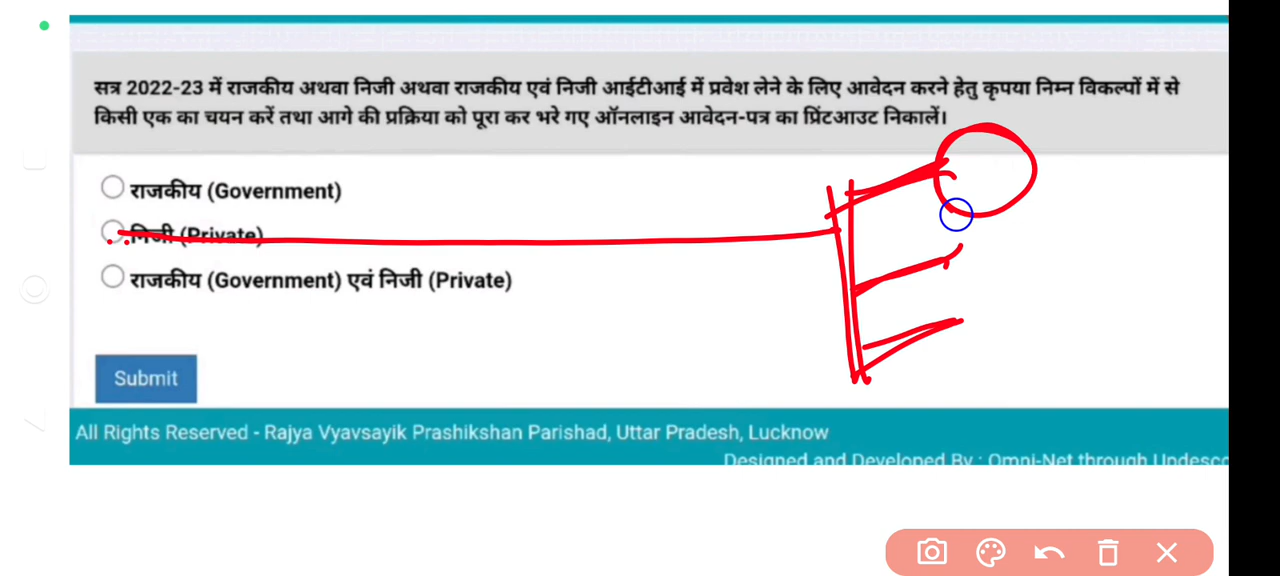 सत्र 2022-23 में राजकीय अथवा निजी अथवा राजकीय एवं निजी आईटीआई में प्रवेश लेने के लिए आवेदन करने हेतु कृपया निम्न विकल्पों में से
किसी एक का चयन करें तथा आगे की प्रक्रिया को पूरा कर भरे गए ऑनलाइन आवेदन-पत्र का प्रिंटआउट निकालें।
राजकीय (Government)
निजी (Private)
राजकीय (Government) एवं निजी (Private)
Submit
All Rights Reserved - Rajya Vyavsayik Prashikshan Parishad, Uttar Pradesh, Lucknow
Designed and Developed By : Omni-Net through Undesco